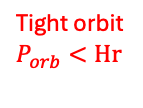 Tight orbit
P_orb < Hr